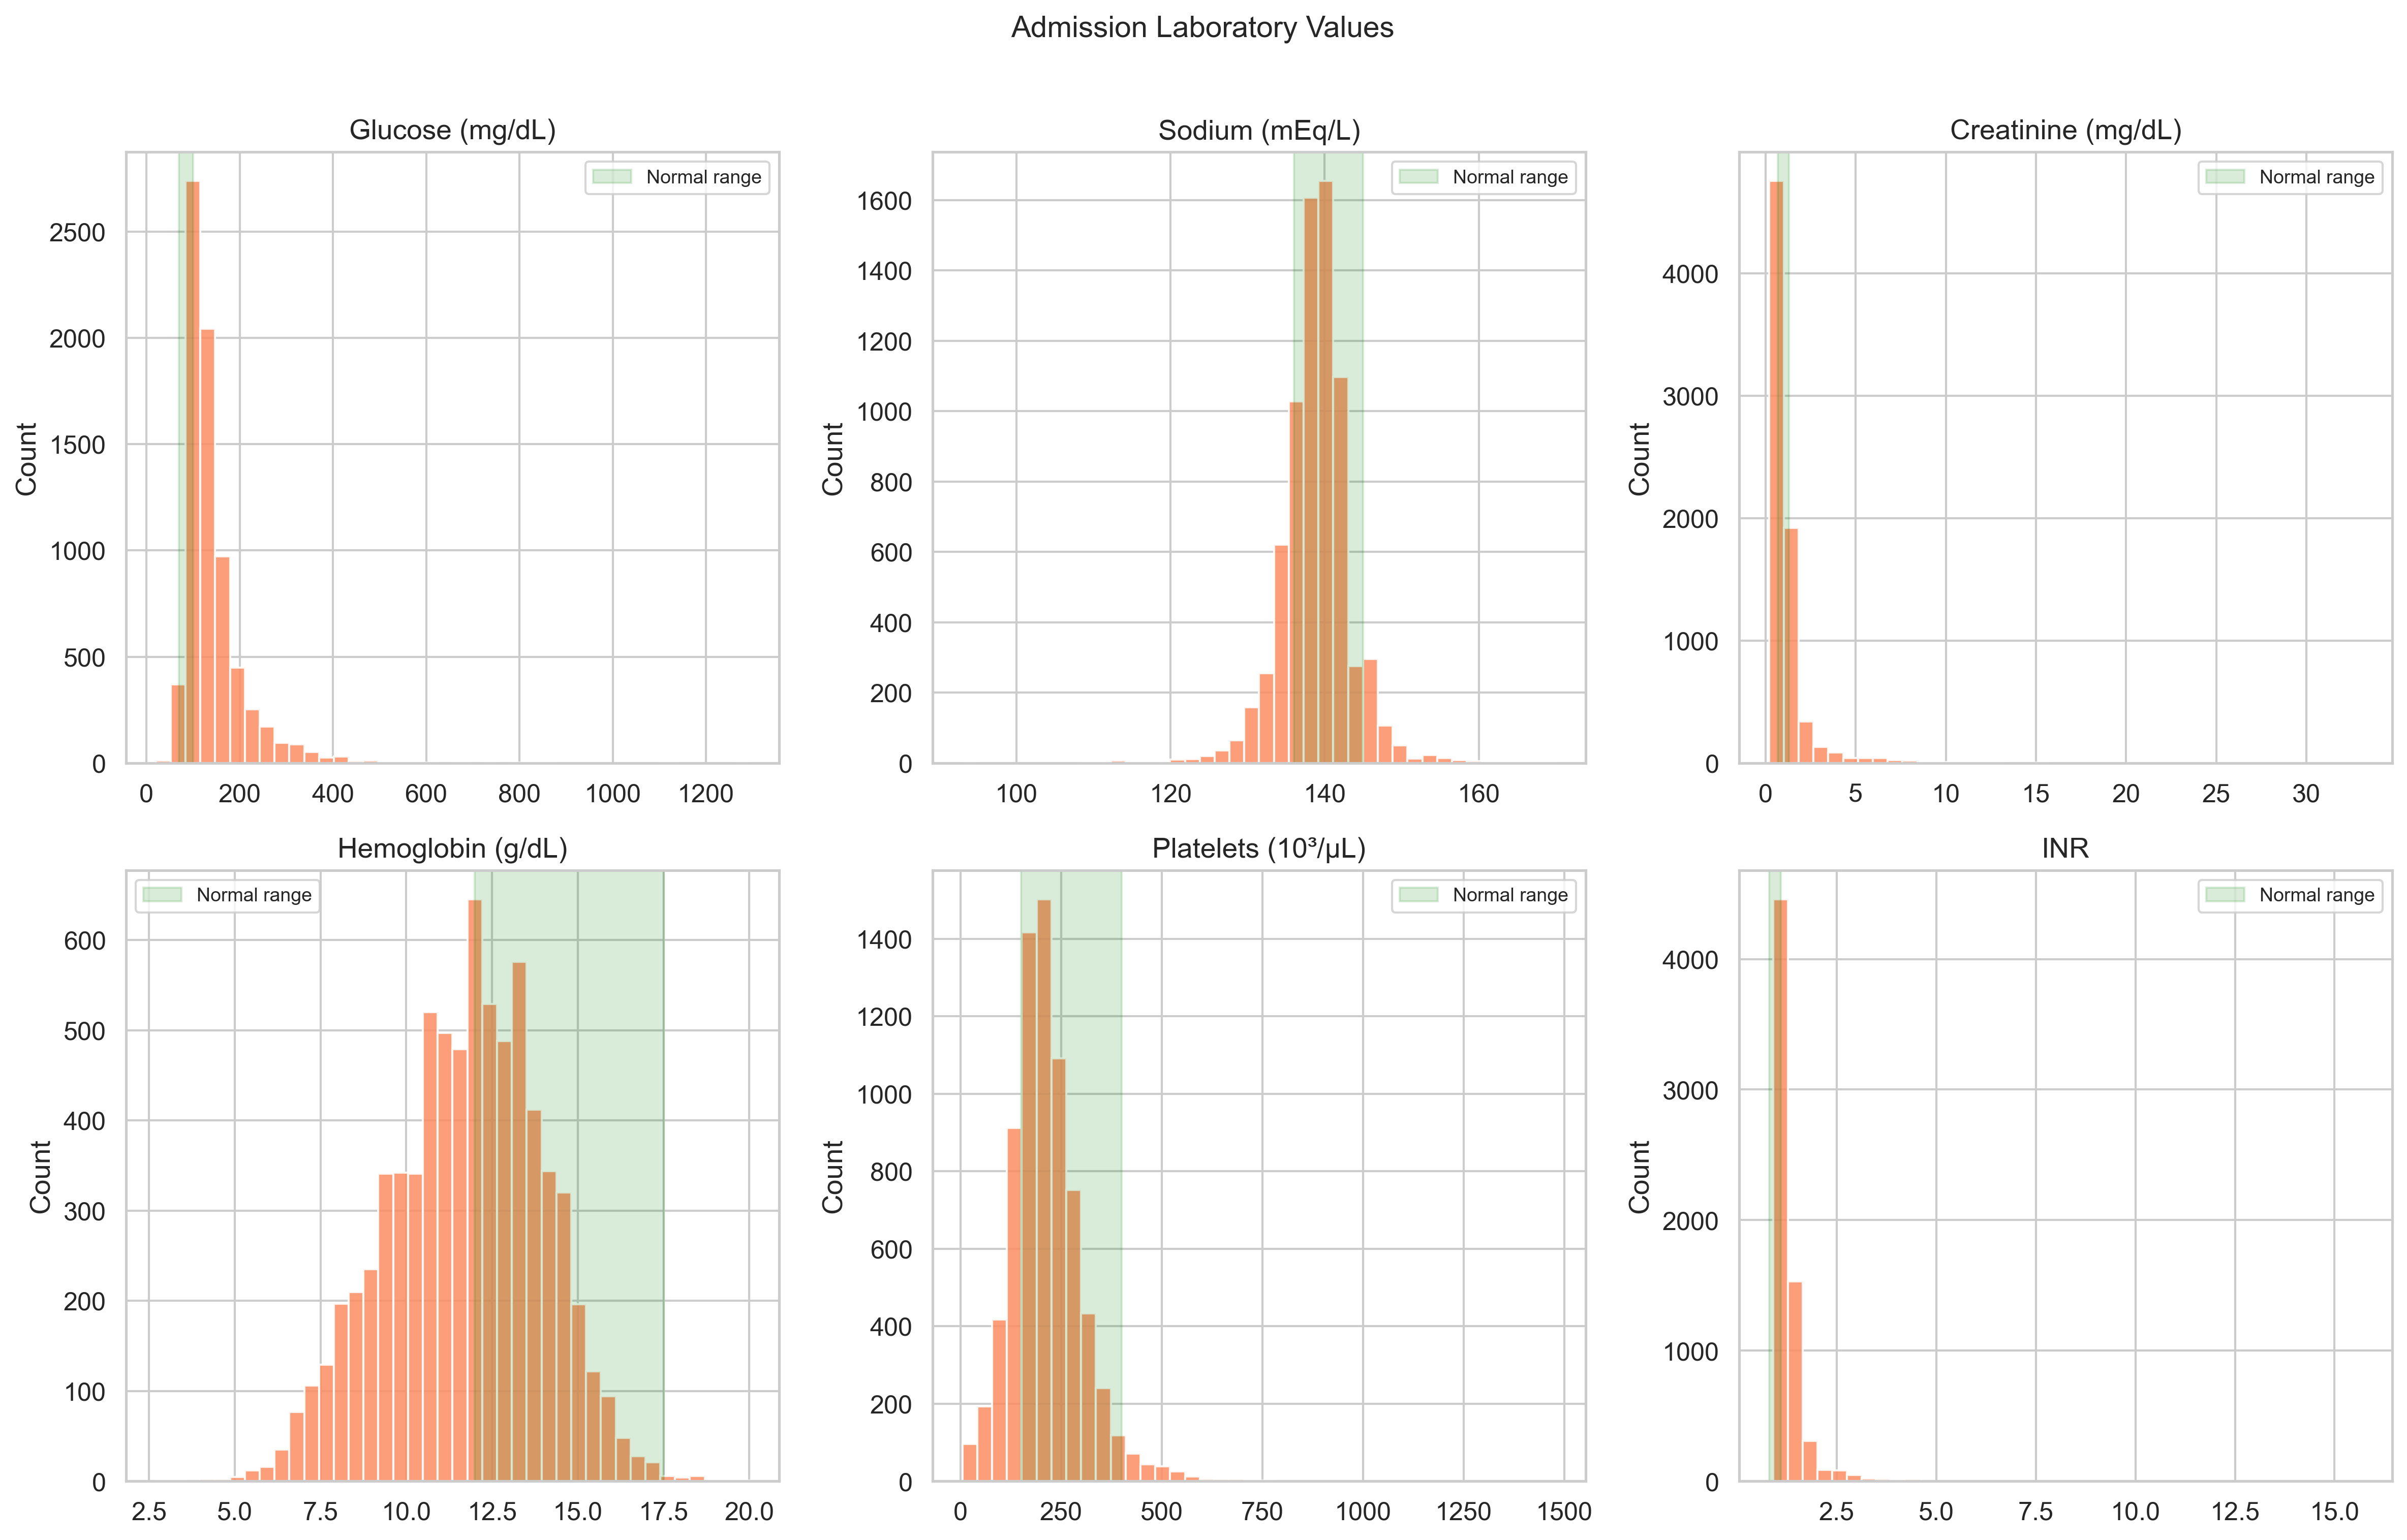 Admission Laboratory Values
Glucose (mg/dL)
Normal range
Count
2500
2000
1500
1000
500
0
0 200 400 600 800 1000 1200
Sodium (mEq/L)
Normal range
Count
1600
1400
1200
1000
800
600
400
200
0
100 120 140 160
Creatinine (mg/dL)
Normal range
Count
4000
3000
2000
1000
0
0 5 10 15 20 25 30
Hemoglobin (g/dL)
Normal range
Count
600
500
400
300
200
100
0
2.5 5.0 7.5 10.0 12.5 15.0 17.5 20.0
Platelets (10³/µL)
Normal range
Count
1400
1200
1000
800
600
400
200
0
0 250 500 750 1000 1250 1500
INR
Normal range
Count
4000
3000
2000
1000
0
2.5 5.0 7.5 10.0 12.5 15.0